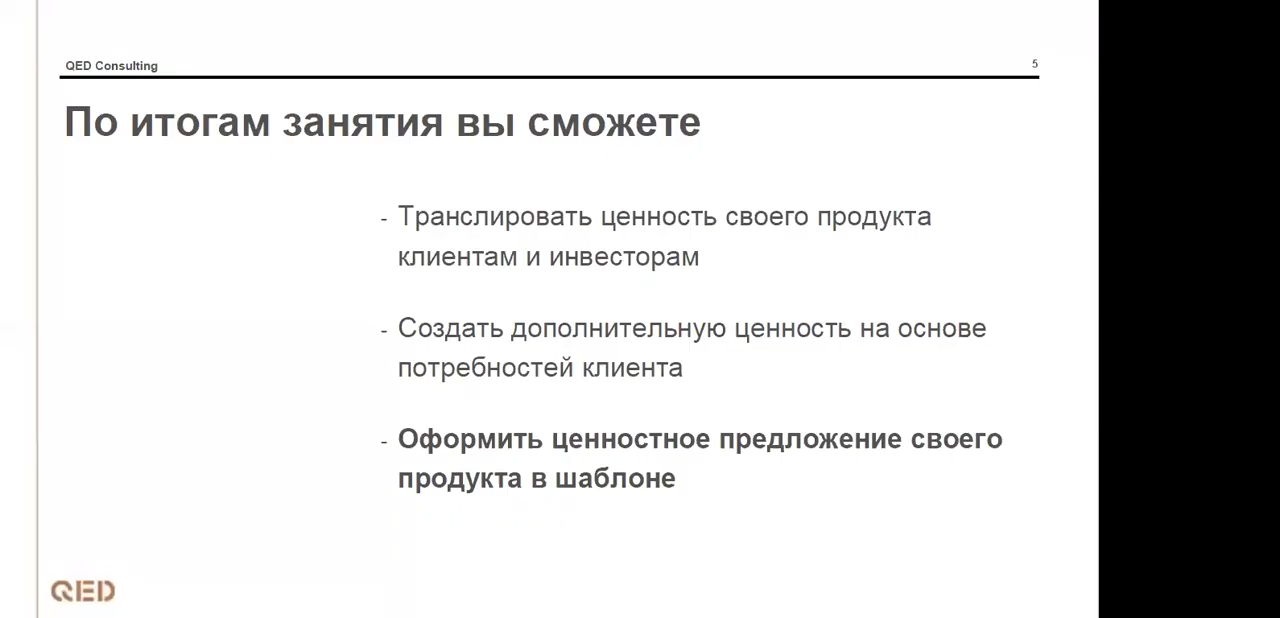 QED Consulting
5
По итогам занятия вы сможете
- Транслировать ценность своего продукта
клиентам и инвесторам
- Создать дополнительную ценность на основе
потребностей клиента
- Оформить ценностное предложение своего
продукта в шаблоне
QED